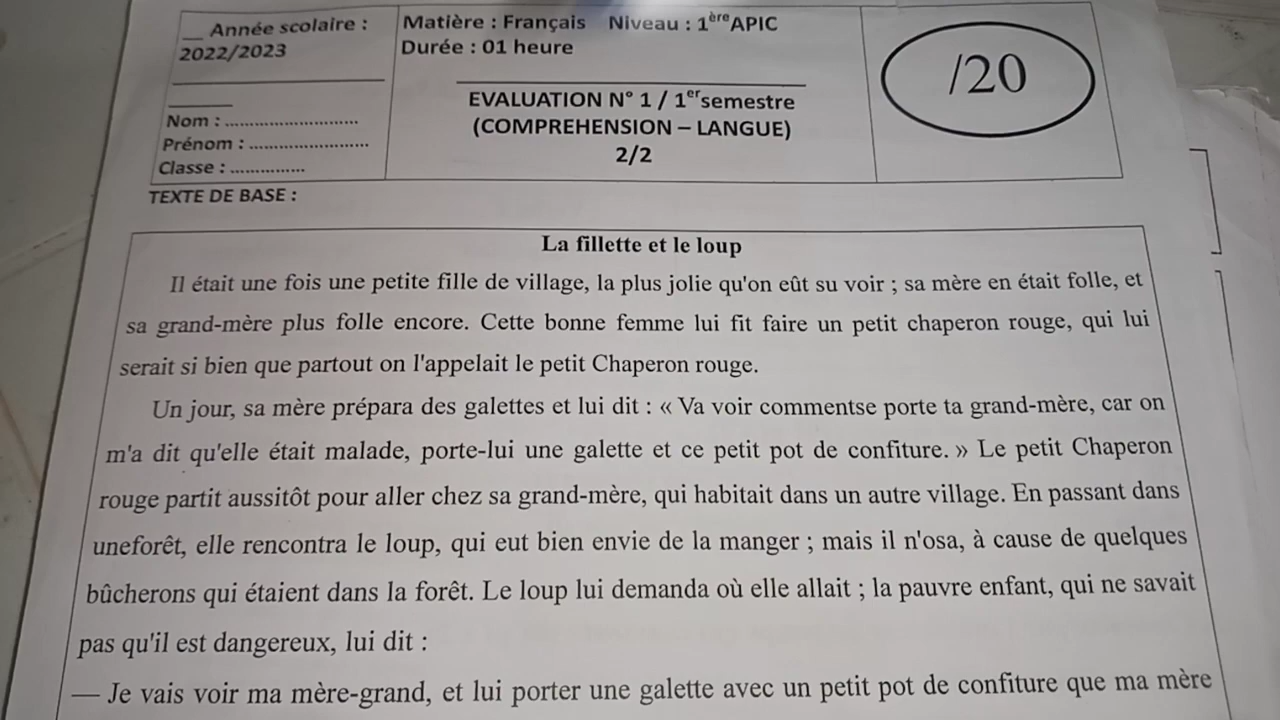 __ Année scolaire :
2022/2023
Nom : ............................
Prénom : .........................
Classe : ...............
Matière : Français Niveau : 1èreAPIC
Durée : 01 heure
EVALUATION N° 1 / 1er semestre
(COMPREHENSION – LANGUE)
2/2
/20
TEXTE DE BASE :
La fillette et le loup
Il était une fois une petite fille de village, la plus jolie qu'on eût su voir ; sa mère en était folle, et
sa grand-mère plus folle encore. Cette bonne femme lui fit faire un petit chaperon rouge, qui lui
serait si bien que partout on l'appelait le petit Chaperon rouge.
Un jour, sa mère prépara des galettes et lui dit : « Va voir commentse porte ta grand-mère, car on
m'a dit qu'elle était malade, porte-lui une galette et ce petit pot de confiture. » Le petit Chaperon
rouge partit aussitôt pour aller chez sa grand-mère, qui habitait dans un autre village. En passant dans
uneforêt, elle rencontra le loup, qui eut bien envie de la manger ; mais il n'osa, à cause de quelques
bûcherons qui étaient dans la forêt. Le loup lui demanda où elle allait ; la pauvre enfant, qui ne savait
pas qu'il est dangereux, lui dit :
— Je vais voir ma mère-grand, et lui porter une galette avec un petit pot de confiture que ma mère